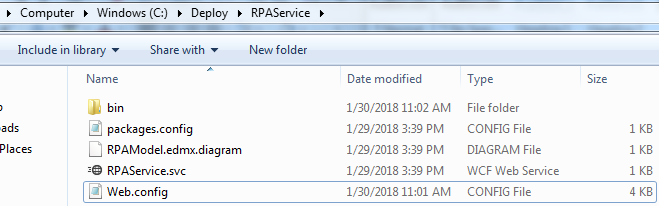 Computer Windows (C:) Deploy RPAService
Include in library Share with Burn New folder
Name Date modified Type Size
bin 1/30/2018 11:02 AM File folder
packages.config 1/29/2018 3:39 PM CONFIG File 1 KB
oads RPAModel.edmx.diagram 1/29/2018 3:39 PM DIAGRAM File 1 KB
Places RPAService.svc 1/29/2018 3:39 PM WCF Web Service 1 KB
Web.config 1/30/2018 11:01 AM CONFIG File 4 KB